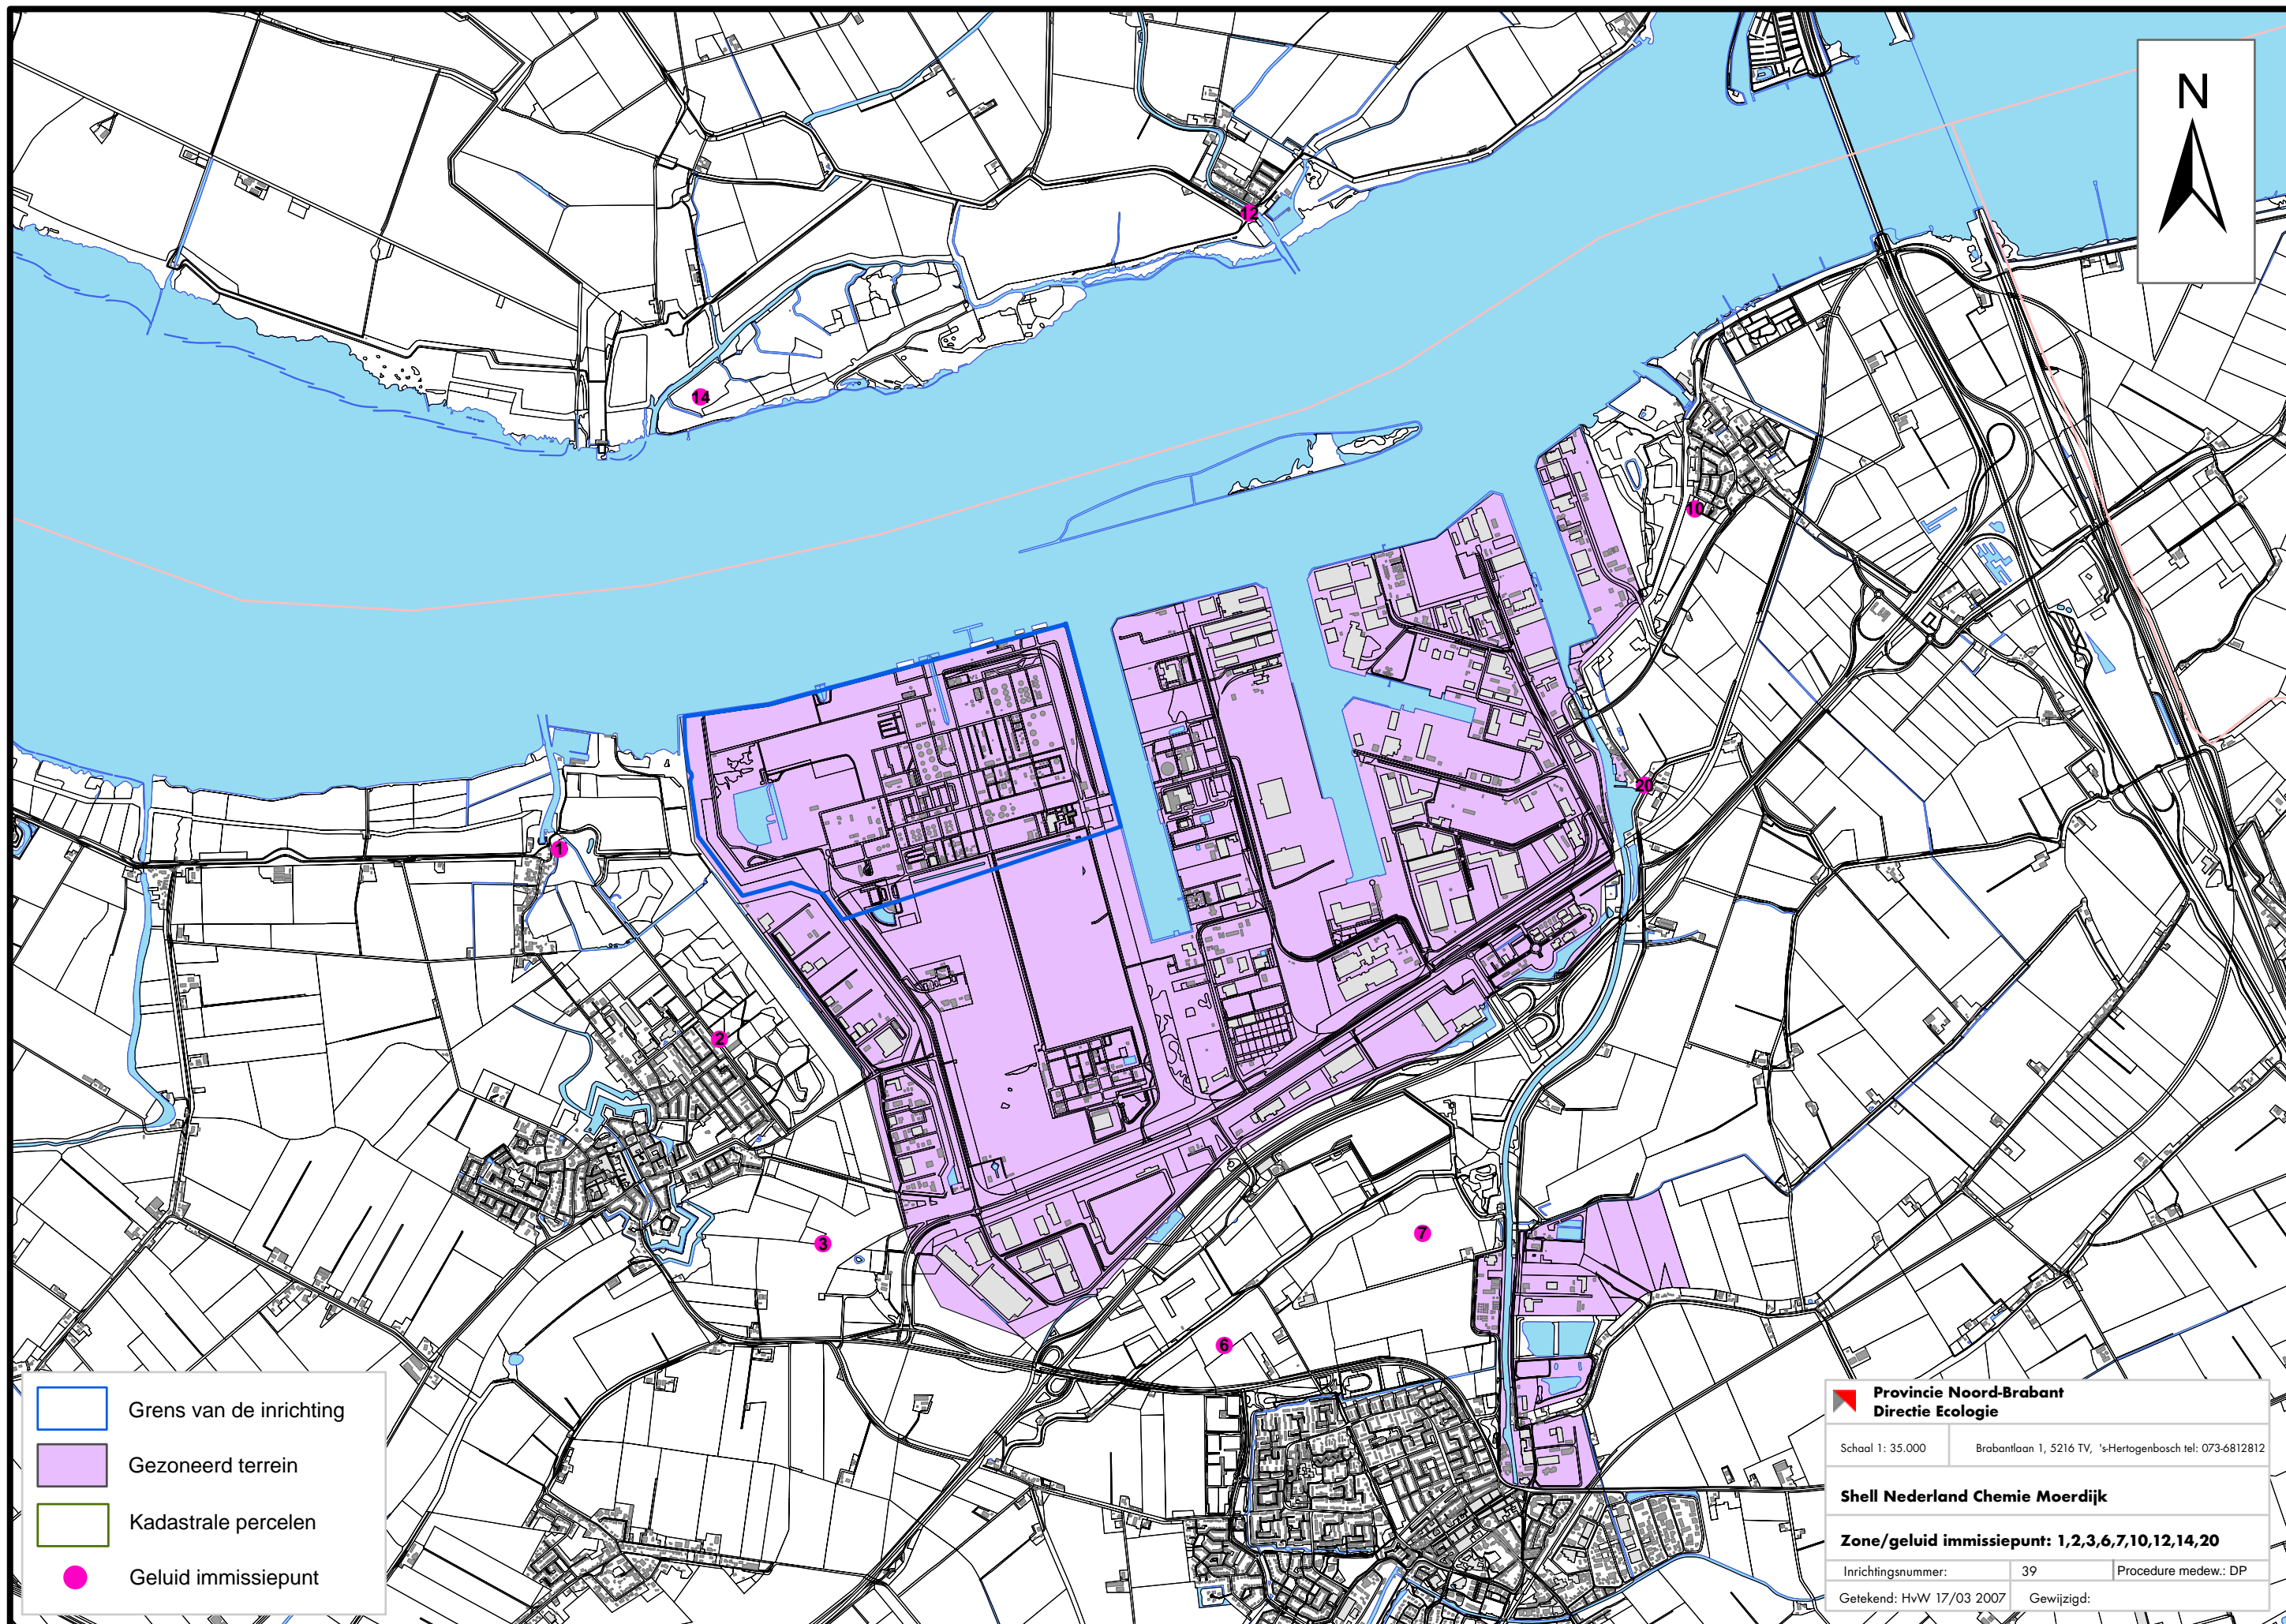 N
12
14
10
20
1
2
3
7
6
Grens van de inrichting
Gezoneerd terrein
Kadastrale percelen
Geluid immissiepunt
Provincie Noord-Brabant
Directie Ecologie
Schaal 1: 35.000 Brabantlaan 1, 5216 TV, 's-Hertogenbosch tel: 073-6812812
Shell Nederland Chemie Moerdijk
Zone/geluid immissiepunt: 1,2,3,6,7,10,12,14,20
Inrichtingsnummer: 39 Procedure medew.: DP
Getekend: HvW 17/03 2007 Gewijzigd: